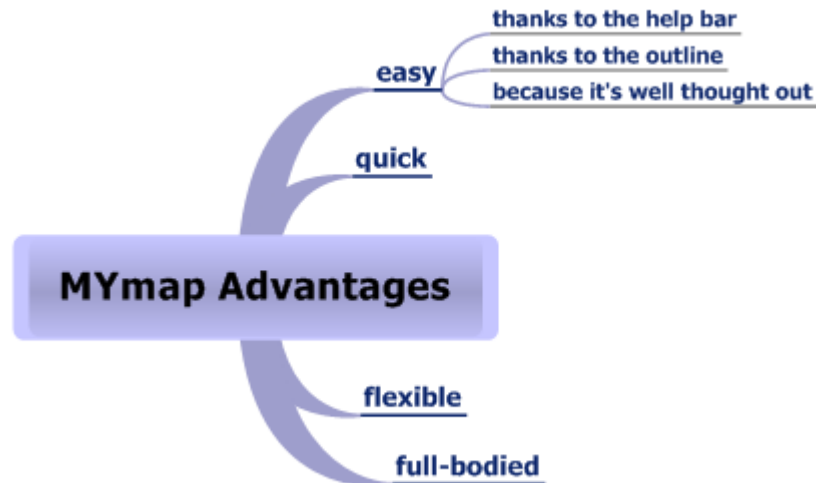 thanks to the help bar
thanks to the outline
easy
because it's well thought out
quick
MYmap Advantages
flexible
full-bodied